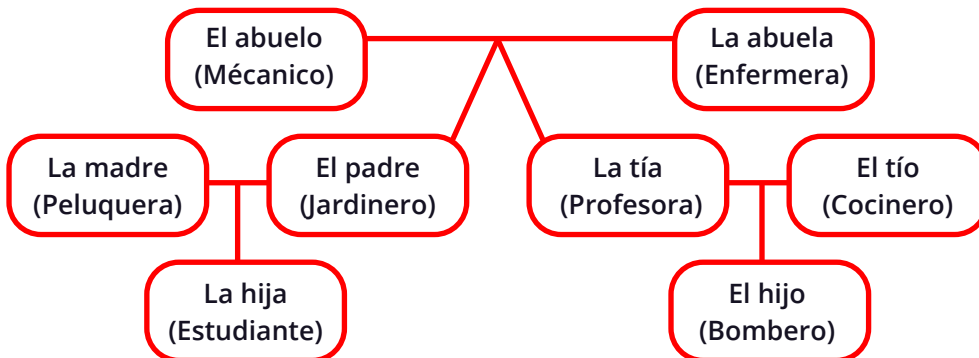 El abuelo
(Mécanico)
La abuela
(Enfermera)
La madre
(Peluquera)
El padre
(Jardinero)
La tía
(Profesora)
El tío
(Cocinero)
La hija
(Estudiante)
El hijo
(Bombero)